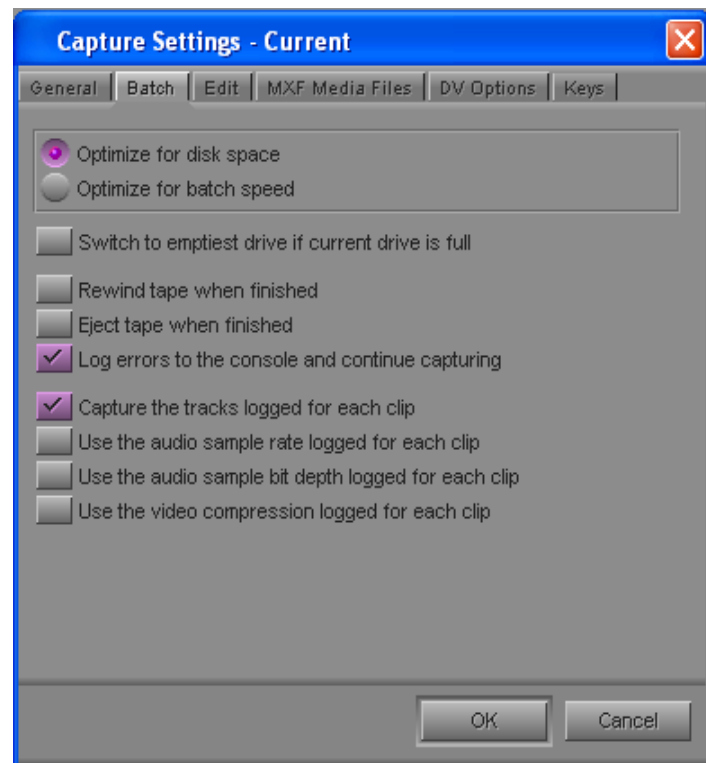 Capture Settings - Current
General Batch Edit MXF Media Files DV Options Keys
Optimize for disk space
Optimize for batch speed
Switch to emptiest drive if current drive is full
Rewind tape when finished
Eject tape when finished
Log errors to the console and continue capturing
Capture the tracks logged for each clip
Use the audio sample rate logged for each clip
Use the audio sample bit depth logged for each clip
Use the video compression logged for each clip
OK Cancel